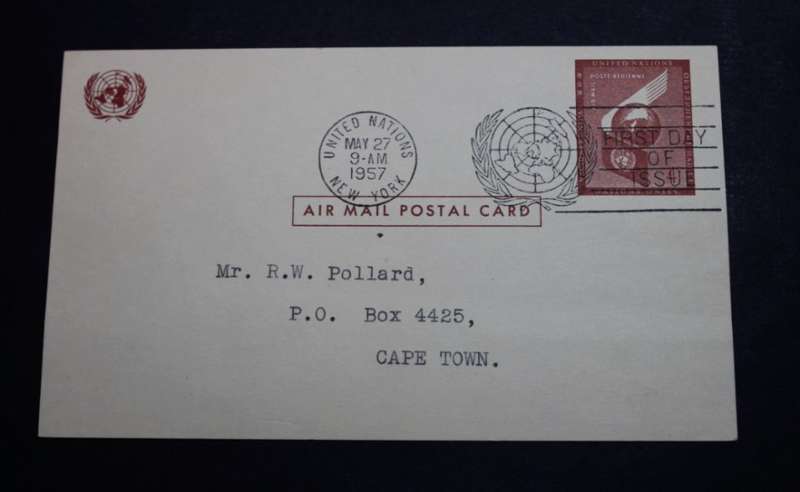 UNITED NATIONS
POSTE AERIENNE
UNITED NATIONS
MAY 27
9-AM
1957
NEW YORK
FIRST DAY
OF
ISSUE
AIR MAIL POSTAL CARD
Mr. R.W. Pollard,
P.O. Box 4425,
CAPE TOWN.